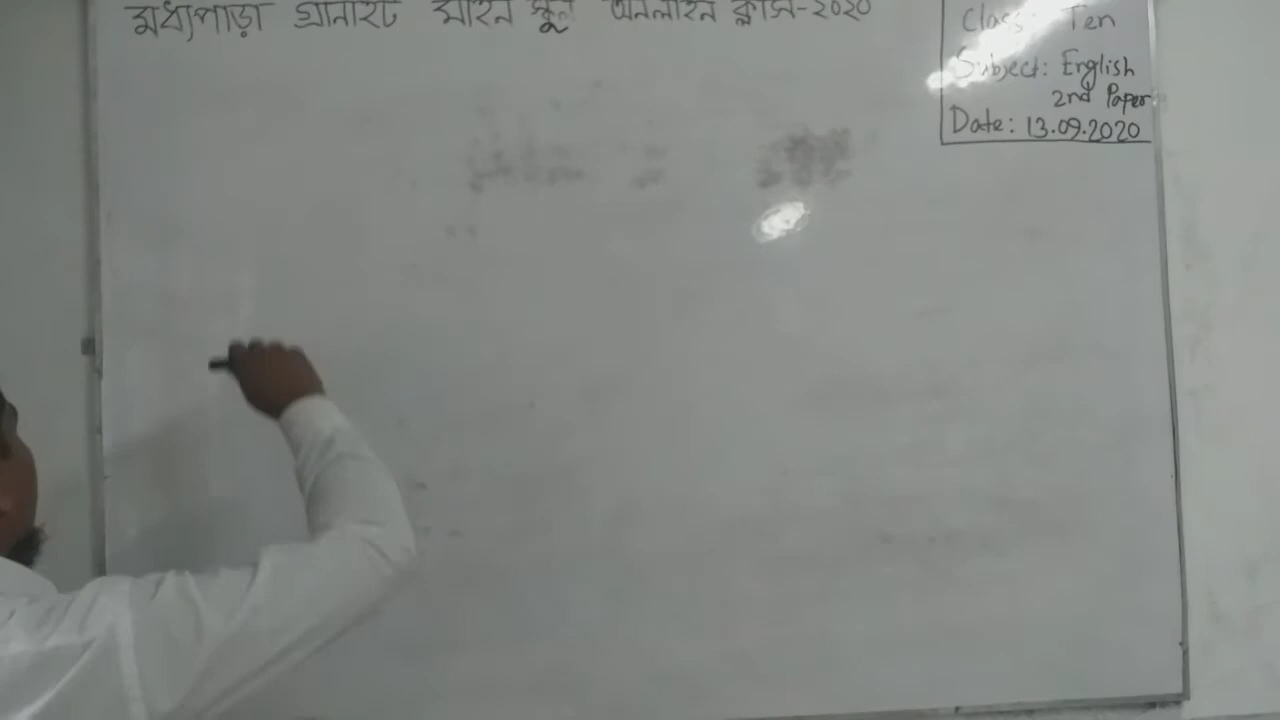 মধ্যপাড়া গ্রানাইট মাইন স্কুল অনলাইন ক্লাস-২০২০
Class: Ten
Subject: English
2nd Paper
Date: 13.09.2020